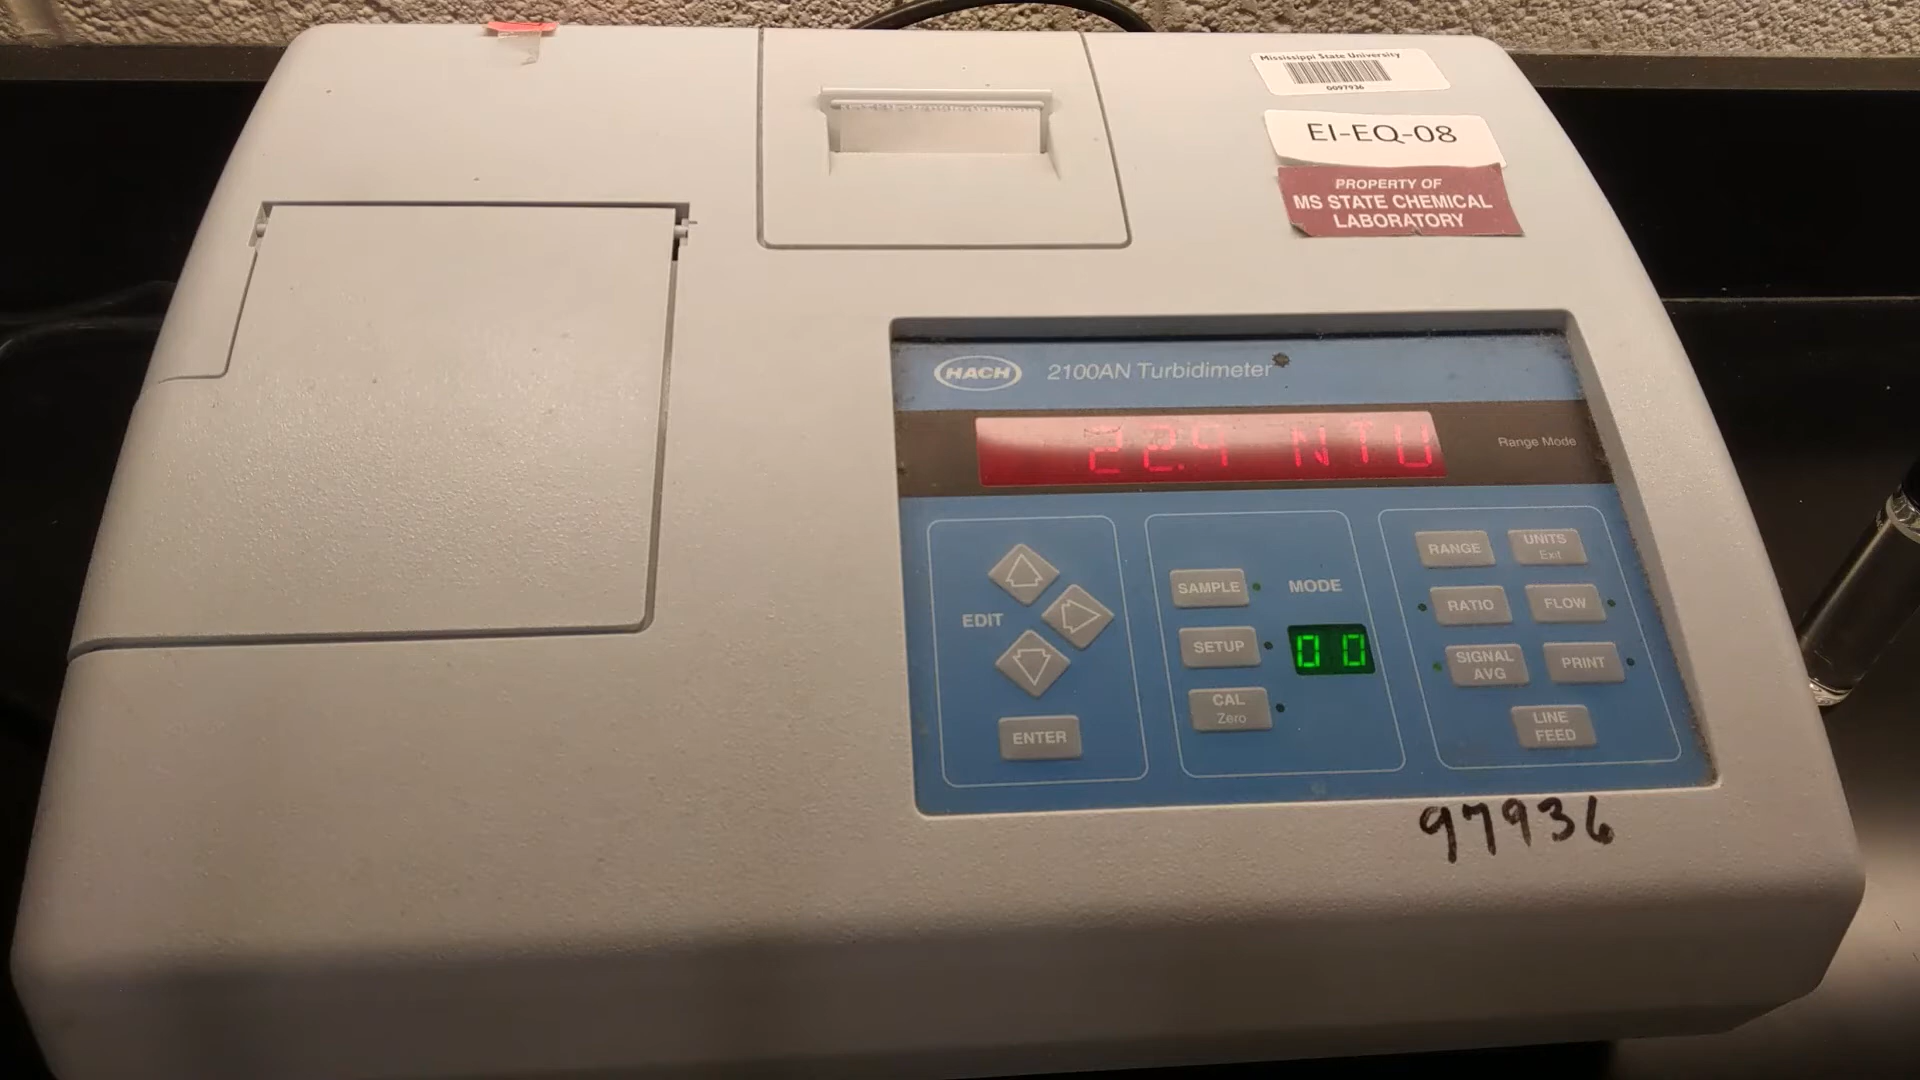 Mississippi State University
0097936
EI-EQ-08
PROPERTY OF
MS STATE CHEMICAL
LABORATORY
HACH 2100AN Turbidimeter
22.9 NTU
Range Mode
EDIT
ENTER
SAMPLE
MODE
SETUP
00
CAL
Zero
RANGE
UNITS
Exit
RATIO
FLOW
SIGNAL
AVG
PRINT
LINE
FEED
97936